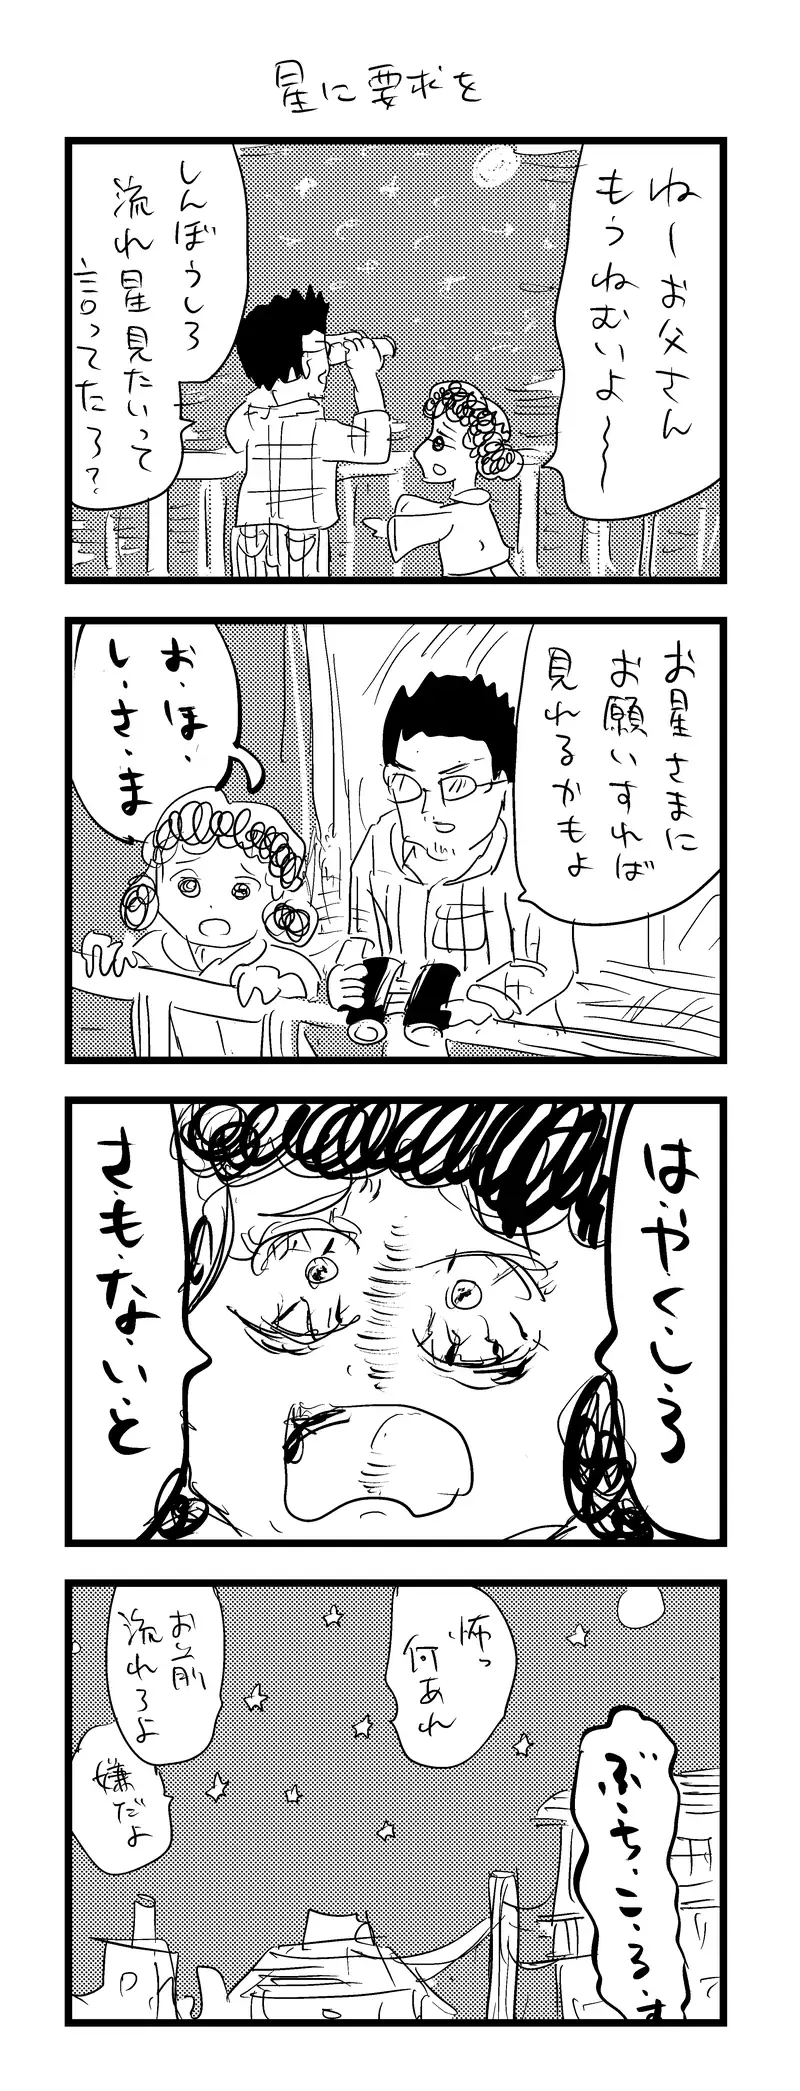 星に要求を
ねーお父さん
もうねむいよ〜〜
しんぼうしろ
流れ星見たいって
言ってたろ?
お星さまに
お願いすれば
見れるかもよ
お・ほ・
し・さ・ま
は・や・く・し・ろ
さ・も・な・い・と
ぶ・ち・こ・ろ・す
怖っ
何あれ
お前
流れろよ
嫌だよ